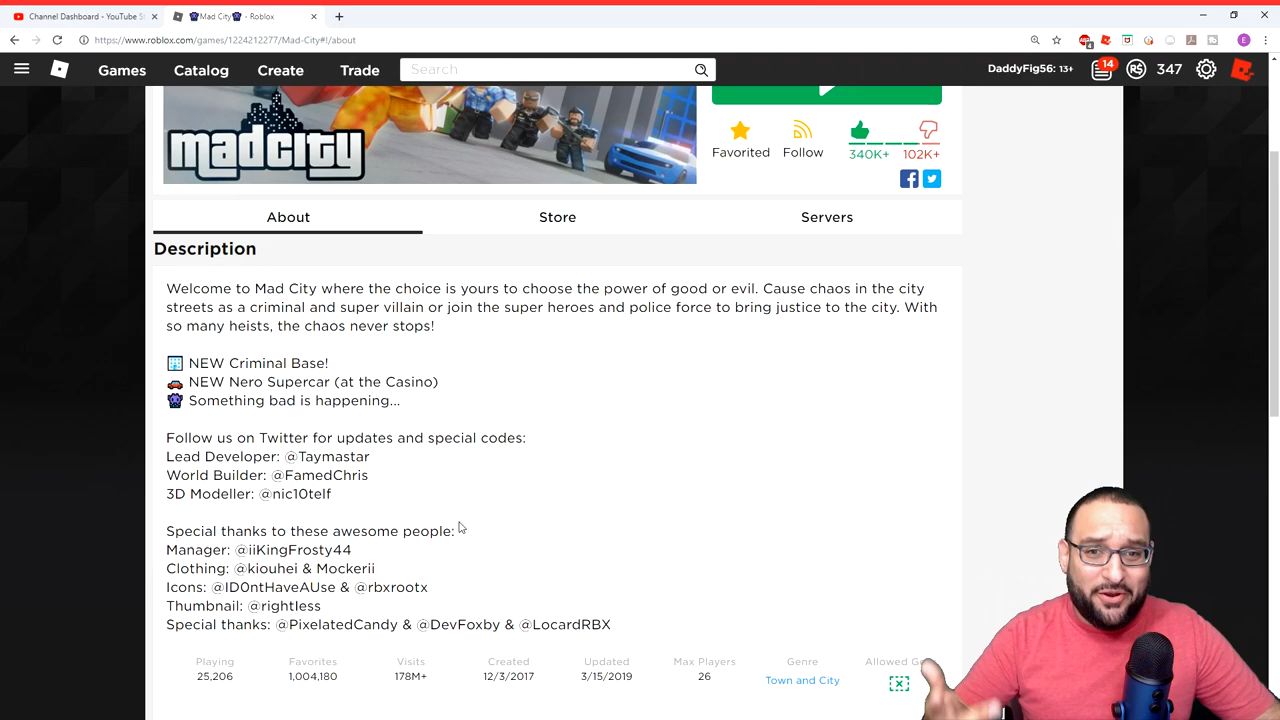 Channel Dashboard - YouTube S
Mad City - Roblox
https://www.roblox.com/games/1224212277/Mad-City#!/about
Games Catalog Create Trade Search DaddyFig56: 13+ 14 347
madcity
Favorited Follow 340K+ 102K+
About Store Servers
Description
Welcome to Mad City where the choice is yours to choose the power of good or evil. Cause chaos in the city
streets as a criminal and super villain or join the super heroes and police force to bring justice to the city. With
so many heists, the chaos never stops!
NEW Criminal Base!
NEW Nero Supercar (at the Casino)
Something bad is happening...
Follow us on Twitter for updates and special codes:
Lead Developer: @Taymastar
World Builder: @FamedChris
3D Modeller: @nic10telf
Special thanks to these awesome people:
Manager: @iiKingFrosty44
Clothing: @kiouhei & Mockerii
Icons: @ID0ntHaveAUse & @rbxrootx
Thumbnail: @rightless
Special thanks: @PixelatedCandy & @DevFoxby & @LocardRBX
Playing Favorites Visits Created Updated Max Players Genre Allowed
25,206 1,004,180 178M+ 12/3/2017 3/15/2019 26 Town and City